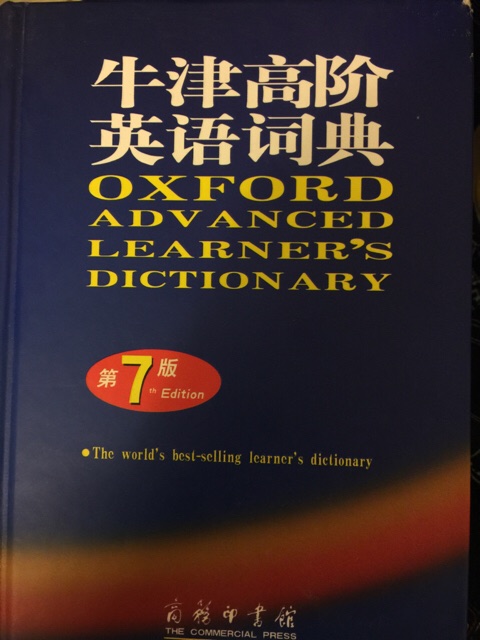 牛津高阶
英语词典
OXFORD
ADVANCED
LEARNER'S
DICTIONARY
第7版
th Edition
•The world's best-selling learner's dictionary
商務印書館
THE COMMERCIAL PRESS